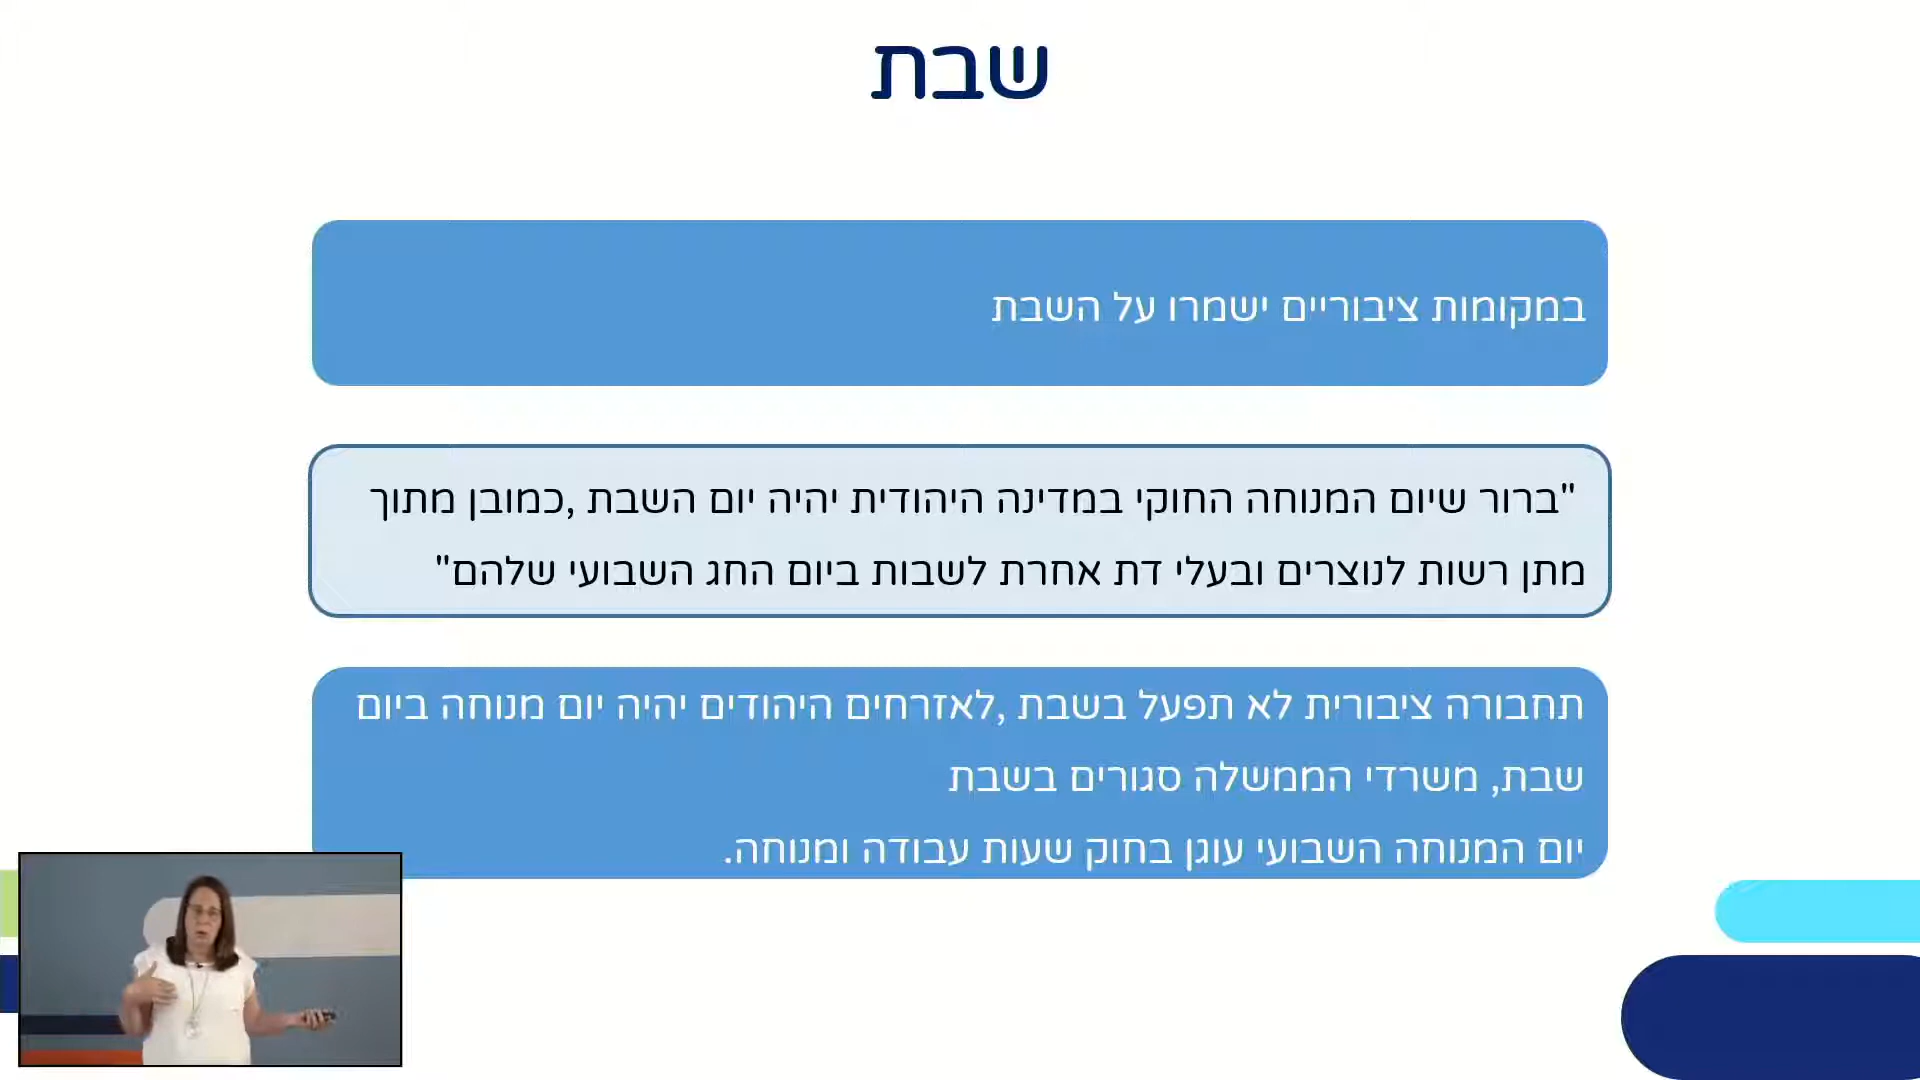 שבת
במקומות ציבוריים ישמרו על השבת
"ברור שיום המנוחה החוקי במדינה היהודית יהיה יום השבת ,כמובן מתוך
מתן רשות לנוצרים ובעלי דת אחרת לשבות ביום החג השבועי שלהם"
תחבורה ציבורית לא תפעל בשבת ,לאזרחים היהודים יהיה יום מנוחה ביום
שבת, משרדי הממשלה סגורים בשבת
יום המנוחה השבועי עוגן בחוק שעות עבודה ומנוחה.